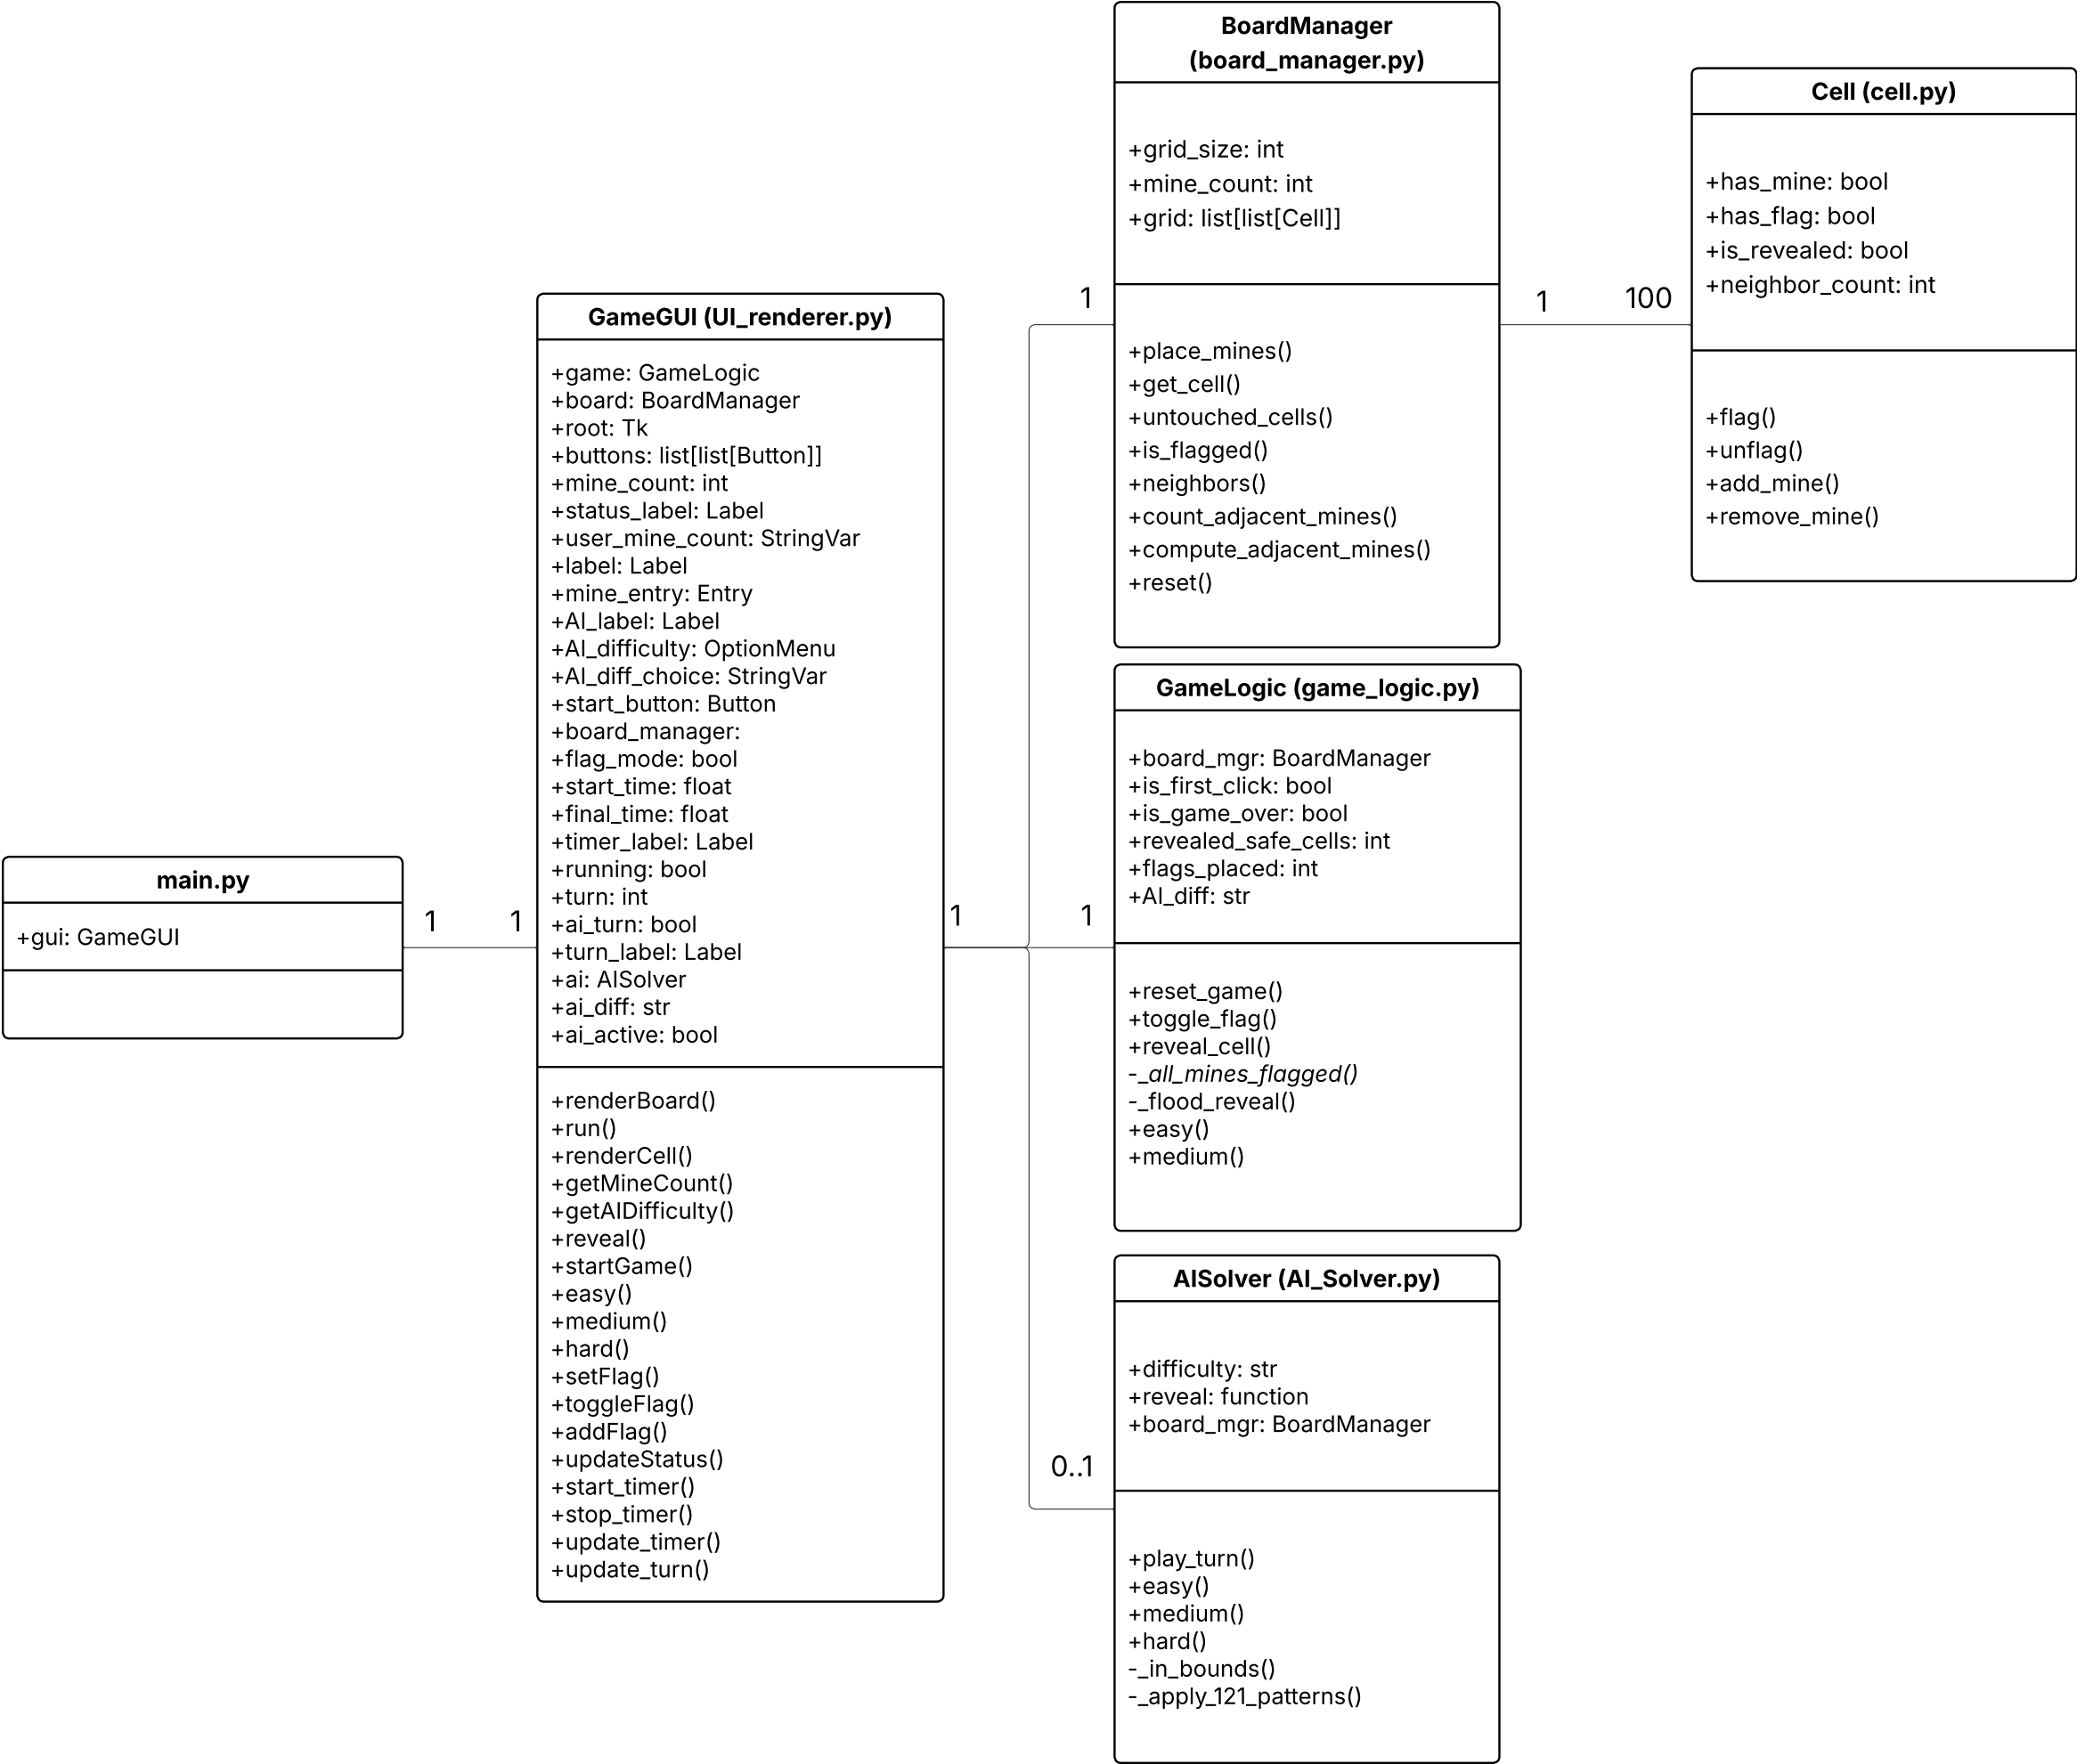 main.py
+gui: GameGUI
1
1
GameGUI (UI_renderer.py)
+game: GameLogic
+board: BoardManager
+root: Tk
+buttons: list[list[Button]]
+mine_count: int
+status_label: Label
+user_mine_count: StringVar
+label: Label
+mine_entry: Entry
+AI_label: Label
+AI_difficulty: OptionMenu
+AI_diff_choice: StringVar
+start_button: Button
+board_manager:
+flag_mode: bool
+start_time: float
+final_time: float
+timer_label: Label
+running: bool
+turn: int
+ai_turn: bool
+turn_label: Label
+ai: AISolver
+ai_diff: str
+ai_active: bool
+renderBoard()
+run()
+renderCell()
+getMineCount()
+getAIDifficulty()
+reveal()
+startGame()
+easy()
+medium()
+hard()
+setFlag()
+toggleFlag()
+addFlag()
+updateStatus()
+start_timer()
+stop_timer()
+update_timer()
+update_turn()
1
1
1
0..1
BoardManager
(board_manager.py)
+grid_size: int
+mine_count: int
+grid: list[list[Cell]]
+place_mines()
+get_cell()
+untouched_cells()
+is_flagged()
+neighbors()
+count_adjacent_mines()
+compute_adjacent_mines()
+reset()
1
100
Cell (cell.py)
+has_mine: bool
+has_flag: bool
+is_revealed: bool
+neighbor_count: int
+flag()
+unflag()
+add_mine()
+remove_mine()
GameLogic (game_logic.py)
+board_mgr: BoardManager
+is_first_click: bool
+is_game_over: bool
+revealed_safe_cells: int
+flags_placed: int
+AI_diff: str
+reset_game()
+toggle_flag()
+reveal_cell()
-_all_mines_flagged()
-_flood_reveal()
+easy()
+medium()
AISolver (AI_Solver.py)
+difficulty: str
+reveal: function
+board_mgr: BoardManager
+play_turn()
+easy()
+medium()
+hard()
-_in_bounds()
-_apply_121_patterns()